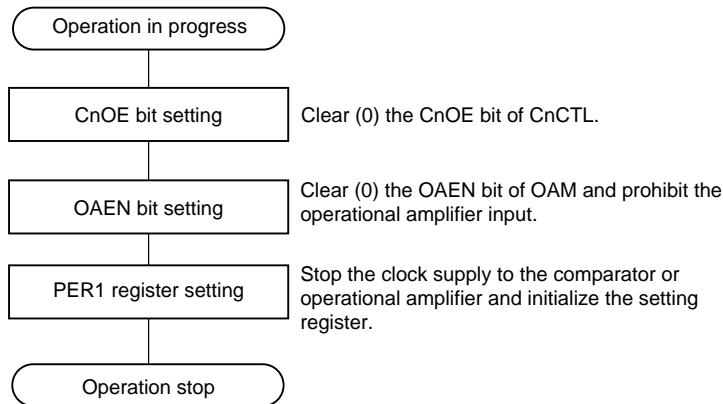 Operation in progress
CnOE bit setting
Clear (0) the CnOE bit of CnCTL.
OAEN bit setting
Clear (0) the OAEN bit of OAM and prohibit the
operational amplifier input.
PER1 register setting
Stop the clock supply to the comparator or
operational amplifier and initialize the setting
register.
Operation stop